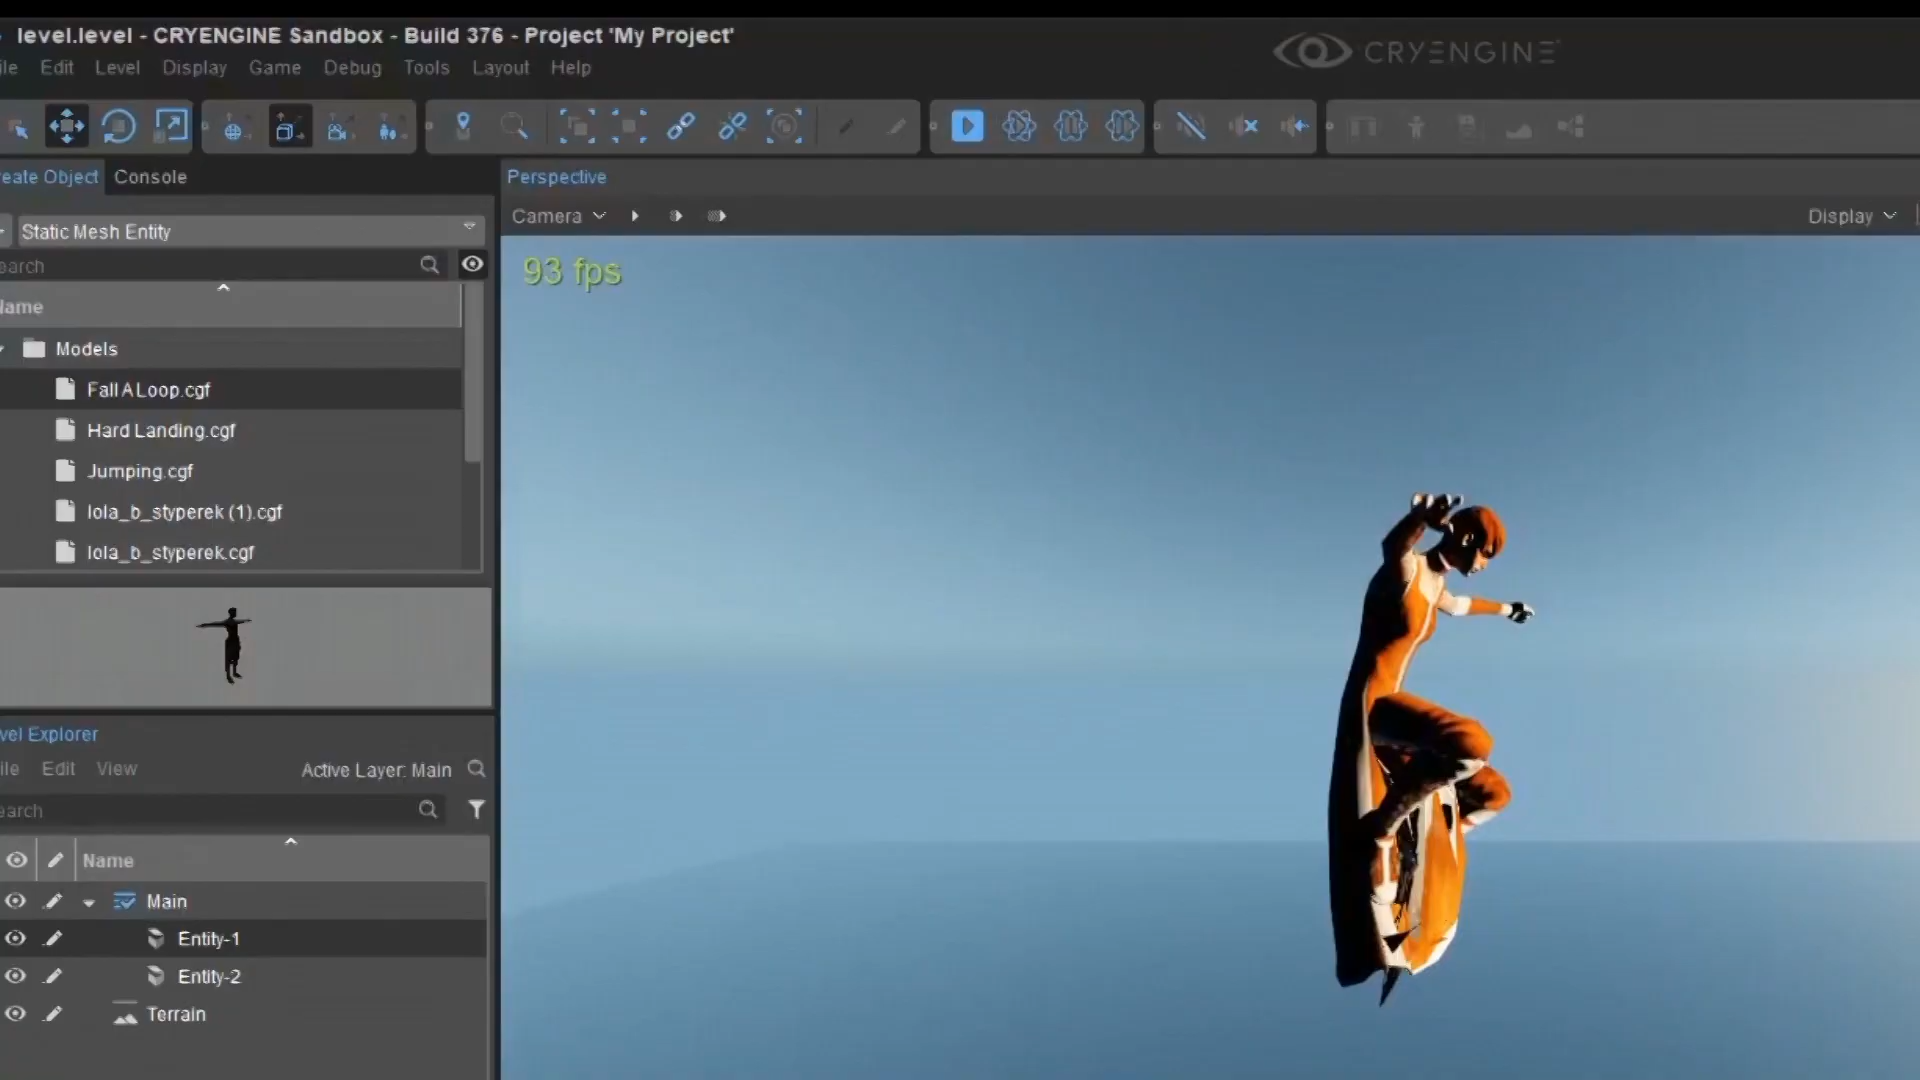 level.level - CRYENGINE Sandbox - Build 376 - Project 'My Project'
CRYENGINE
ile Edit Level Display Game Debug Tools Layout Help
eate Object Console
Perspective
Camera
Display
Static Mesh Entity
earch
93 fps
Name
Models
Fall A Loop.cgf
Hard Landing.cgf
Jumping.cgf
lola_b_styperek (1).cgf
lola_b_styperek.cgf
vel Explorer
ile Edit View Active Layer: Main
earch
Name
Main
Entity-1
Entity-2
Terrain